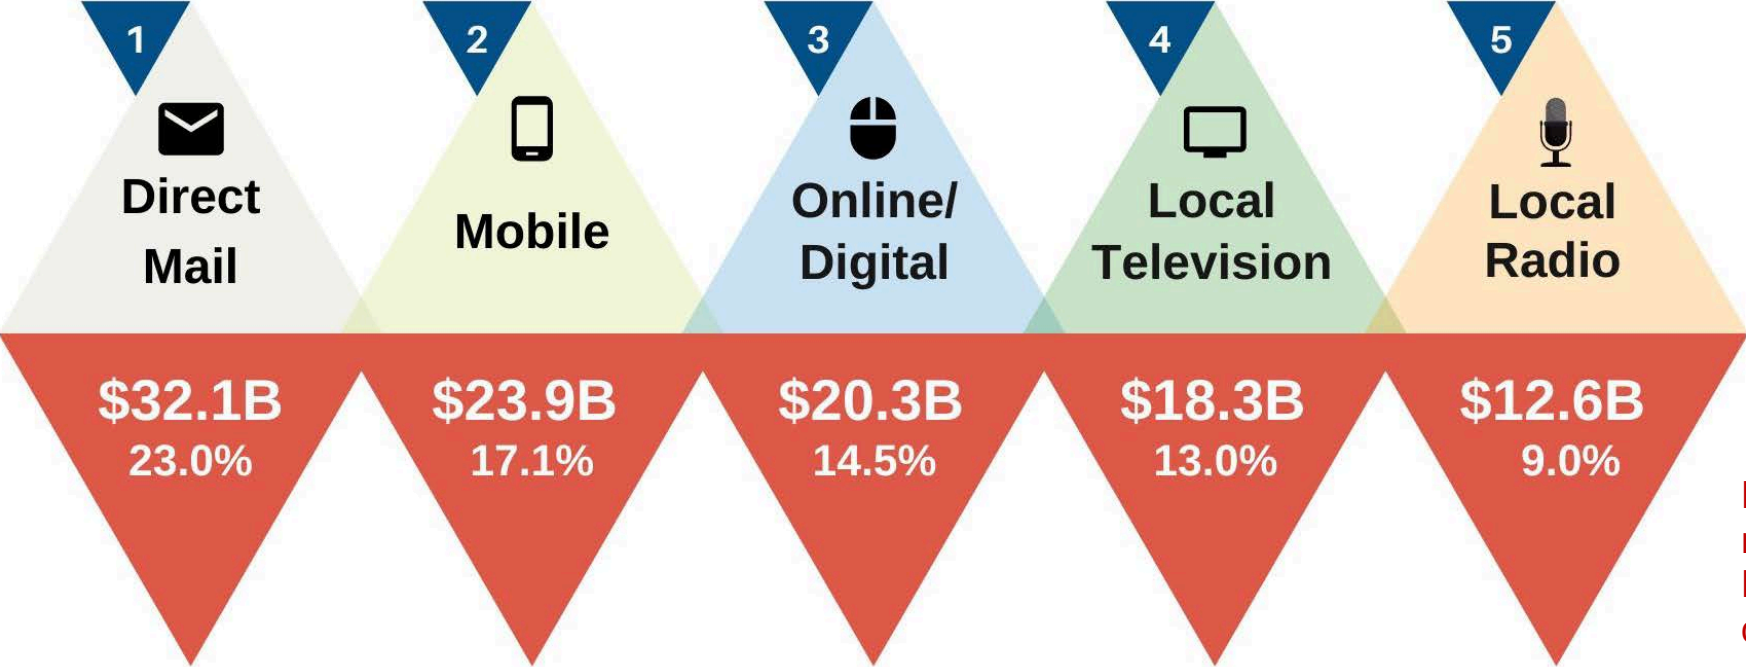 1
Direct
Mail
$32.1B
23.0%
2
Mobile
$23.9B
17.1%
3
Online/
Digital
$20.3B
14.5%
4
Local
Television
$18.3B
13.0%
5
Local
Radio
$12.6B
9.0%